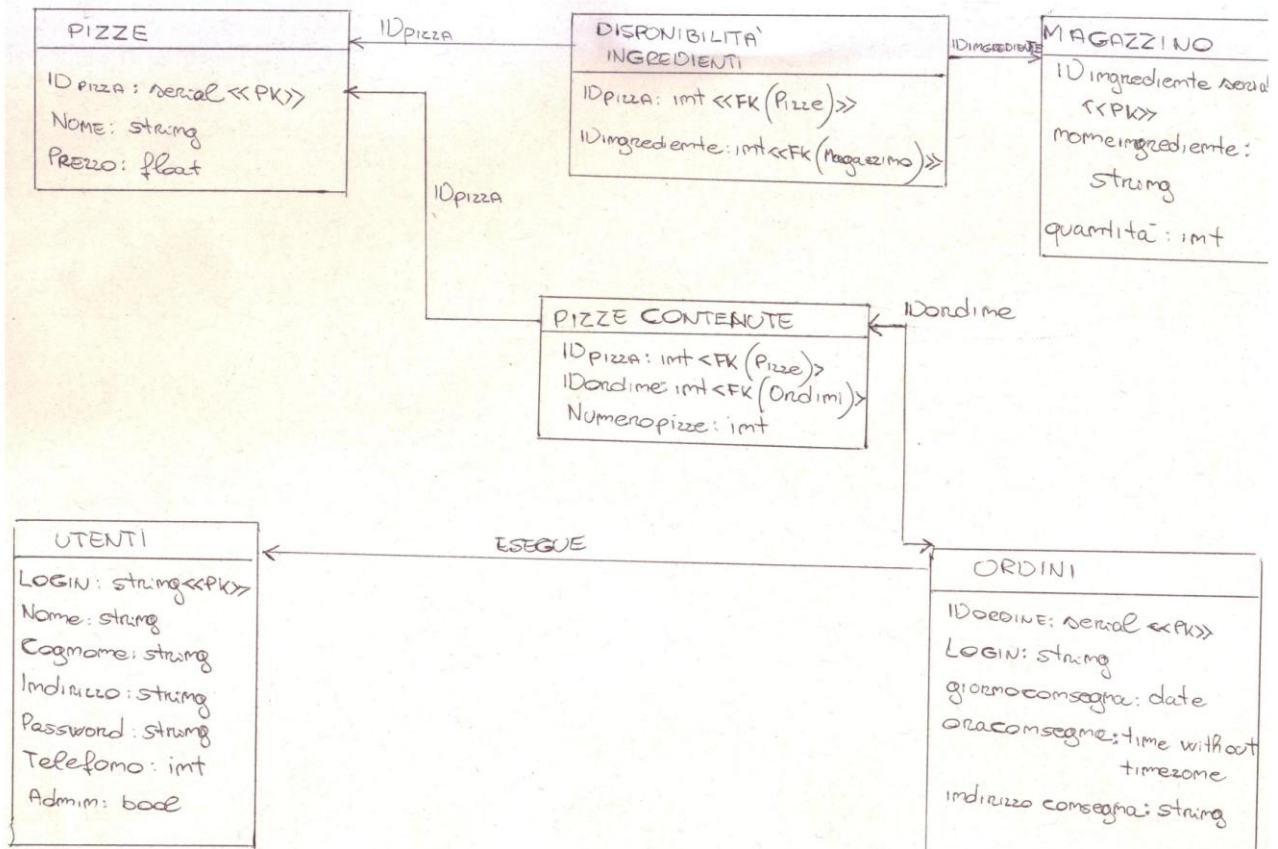 PIZZE
IDPIZZA: serial <<PK>>
NOME: string
PREZZO: float
IDPIZZA
DISPONIBILITA'
INGREDIENTI
IDPIZZA: int <<FK(Pizze)>>
IDingrediente: int<<FK(Magazzino)>>
IDINGREDIENTE
MAGAZZINO
IDingrediente serial
<<PK>>
nomeingrediente:
string
quantità: int
IDPIZZA
PIZZE CONTENUTE
IDPIZZA: int <FK(Pizze)>
IDordine: int <FK(Ordini)>
Numeropizze: int
IDordine
UTENTI
LOGIN: string<<PK>>
Nome: string
Cognome: string
Indirizzo: string
Password: string
Telefono: int
Admin: bool
ESEGUE
ORDINI
IDORDINE: serial <<PK>>
LOGIN: string
giornoconsegna: date
oraconsegna: time without
timezone
indirizzo consegna: string